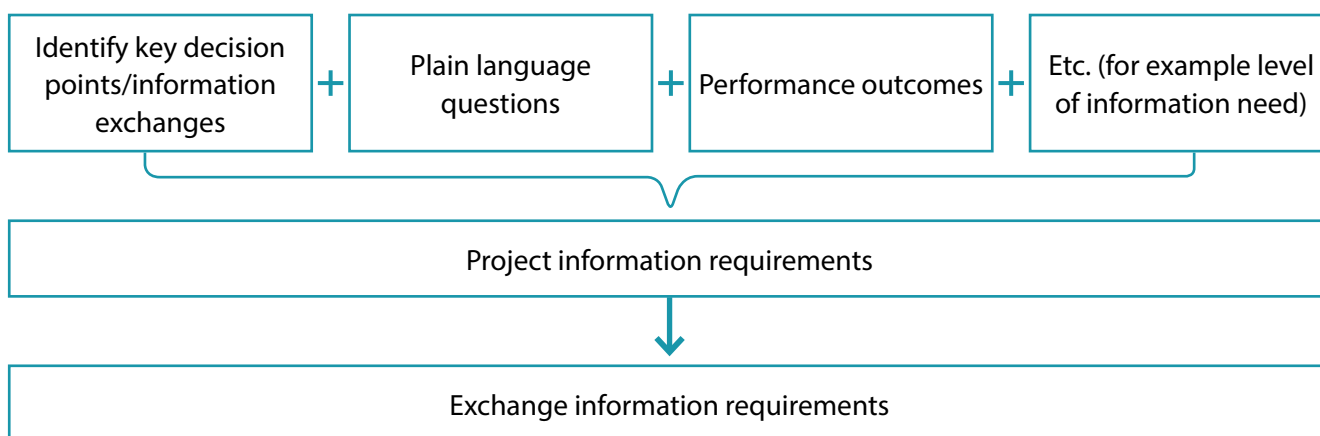 Identify key decision
points/information
exchanges
+
Plain language
questions
+
Performance outcomes
+
Etc. (for example level
of information need)
Project information requirements
Exchange information requirements